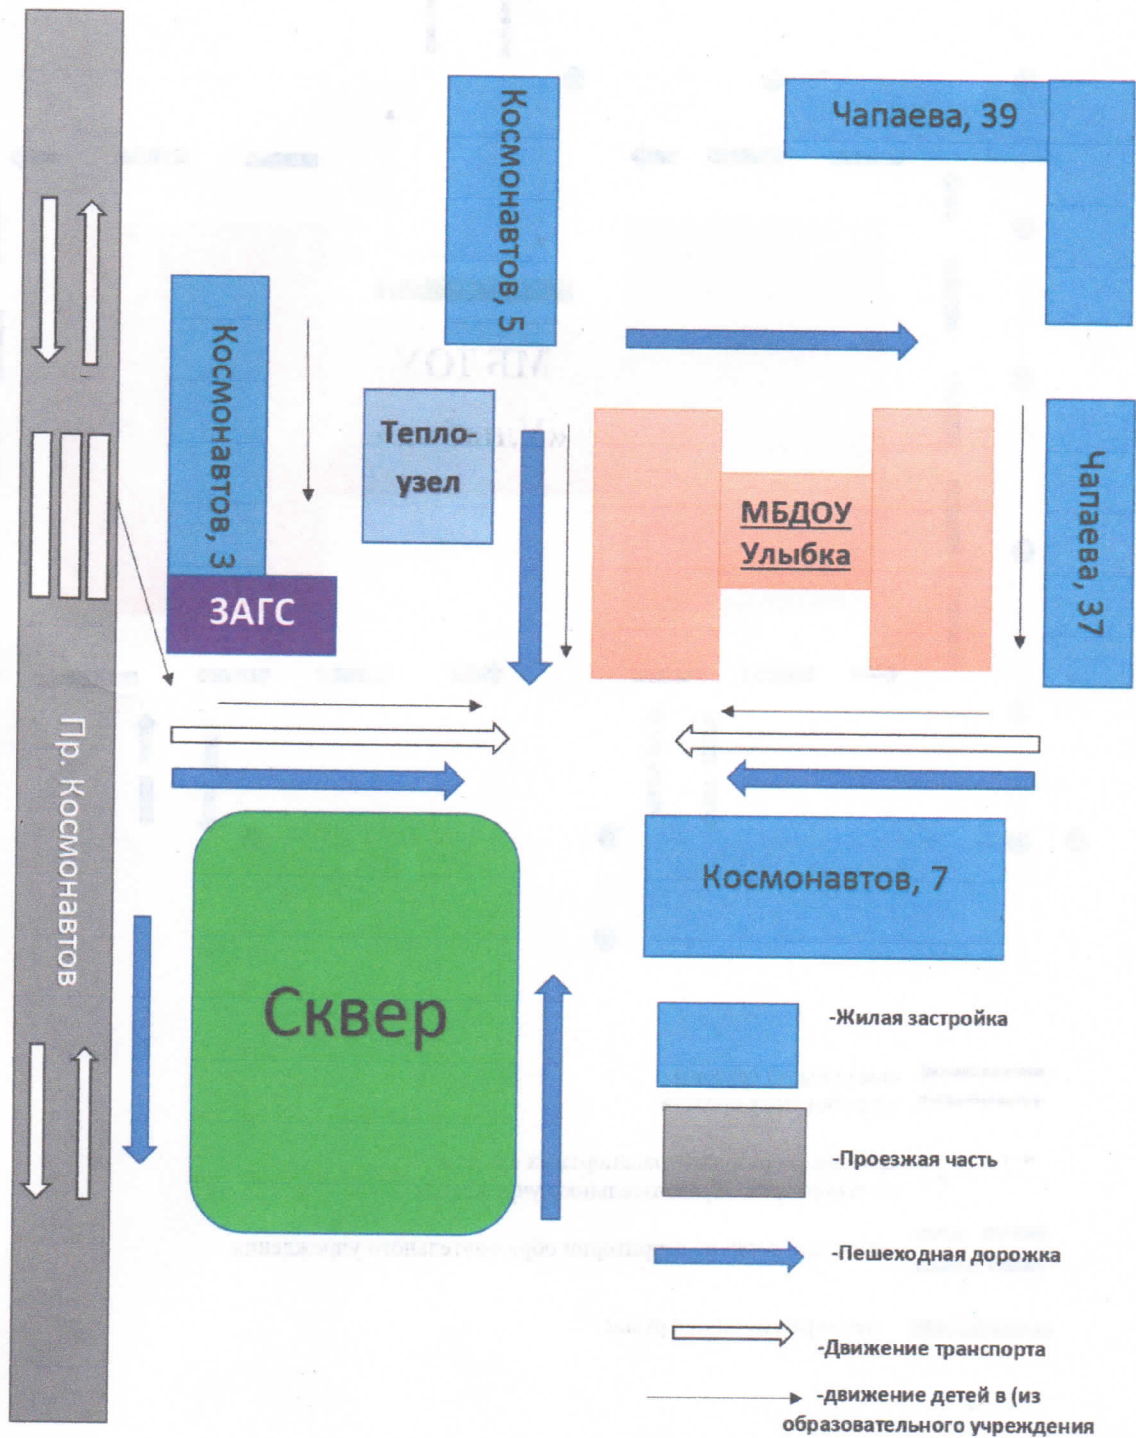 Космонавтов, 5
Чапаева, 39
Космонавтов, 3
Тепло-
узел
МБДОУ
Улыбка
Чапаева, 37
ЗАГС
Пр. Космонавтов
Космонавтов, 7
Сквер
-Жилая застройка
-Проезжая часть
-Пешеходная дорожка
-Движение транспорта
-движение детей в (из
образовательного учреждения